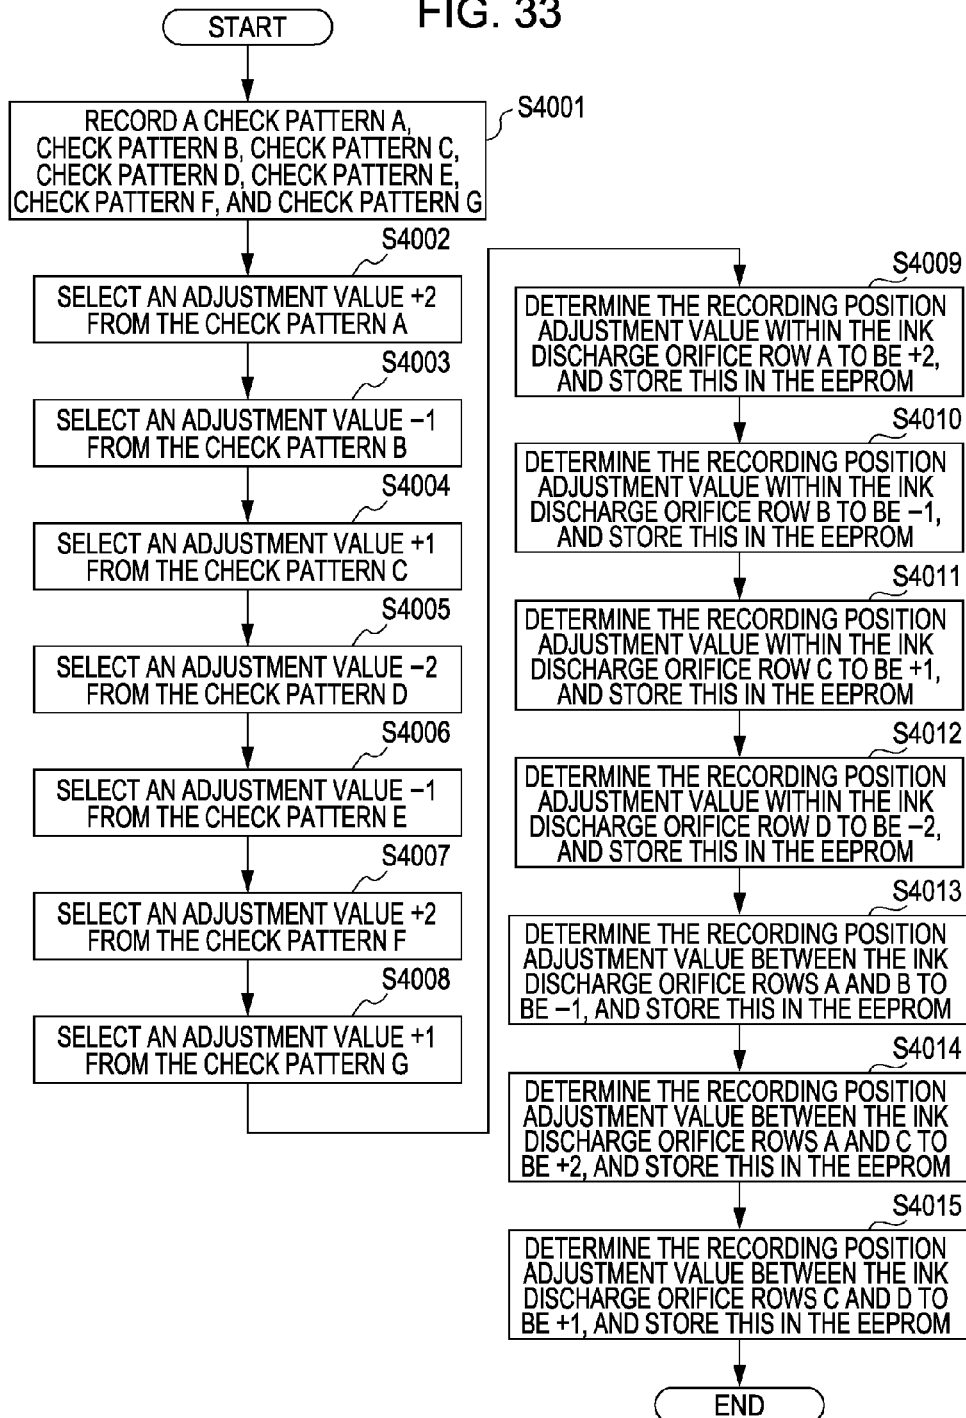 FIG. 33
START
S4001
RECORD A CHECK PATTERN A,
CHECK PATTERN B, CHECK PATTERN C,
CHECK PATTERN D, CHECK PATTERN E,
CHECK PATTERN F, AND CHECK PATTERN G
S4002
SELECT AN ADJUSTMENT VALUE +2
FROM THE CHECK PATTERN A
S4003
SELECT AN ADJUSTMENT VALUE –1
FROM THE CHECK PATTERN B
S4004
SELECT AN ADJUSTMENT VALUE +1
FROM THE CHECK PATTERN C
S4005
SELECT AN ADJUSTMENT VALUE –2
FROM THE CHECK PATTERN D
S4006
SELECT AN ADJUSTMENT VALUE –1
FROM THE CHECK PATTERN E
S4007
SELECT AN ADJUSTMENT VALUE +2
FROM THE CHECK PATTERN F
S4008
SELECT AN ADJUSTMENT VALUE +1
FROM THE CHECK PATTERN G
S4009
DETERMINE THE RECORDING POSITION
ADJUSTMENT VALUE WITHIN THE INK
DISCHARGE ORIFICE ROW A TO BE +2,
AND STORE THIS IN THE EEPROM
S4010
DETERMINE THE RECORDING POSITION
ADJUSTMENT VALUE WITHIN THE INK
DISCHARGE ORIFICE ROW B TO BE –1,
AND STORE THIS IN THE EEPROM
S4011
DETERMINE THE RECORDING POSITION
ADJUSTMENT VALUE WITHIN THE INK
DISCHARGE ORIFICE ROW C TO BE +1,
AND STORE THIS IN THE EEPROM
S4012
DETERMINE THE RECORDING POSITION
ADJUSTMENT VALUE WITHIN THE INK
DISCHARGE ORIFICE ROW D TO BE –2,
AND STORE THIS IN THE EEPROM
S4013
DETERMINE THE RECORDING POSITION
ADJUSTMENT VALUE BETWEEN THE INK
DISCHARGE ORIFICE ROWS A AND B TO
BE –1, AND STORE THIS IN THE EEPROM
S4014
DETERMINE THE RECORDING POSITION
ADJUSTMENT VALUE BETWEEN THE INK
DISCHARGE ORIFICE ROWS A AND C TO
BE +2, AND STORE THIS IN THE EEPROM
S4015
DETERMINE THE RECORDING POSITION
ADJUSTMENT VALUE BETWEEN THE INK
DISCHARGE ORIFICE ROWS C AND D TO
BE +1, AND STORE THIS IN THE EEPROM
END